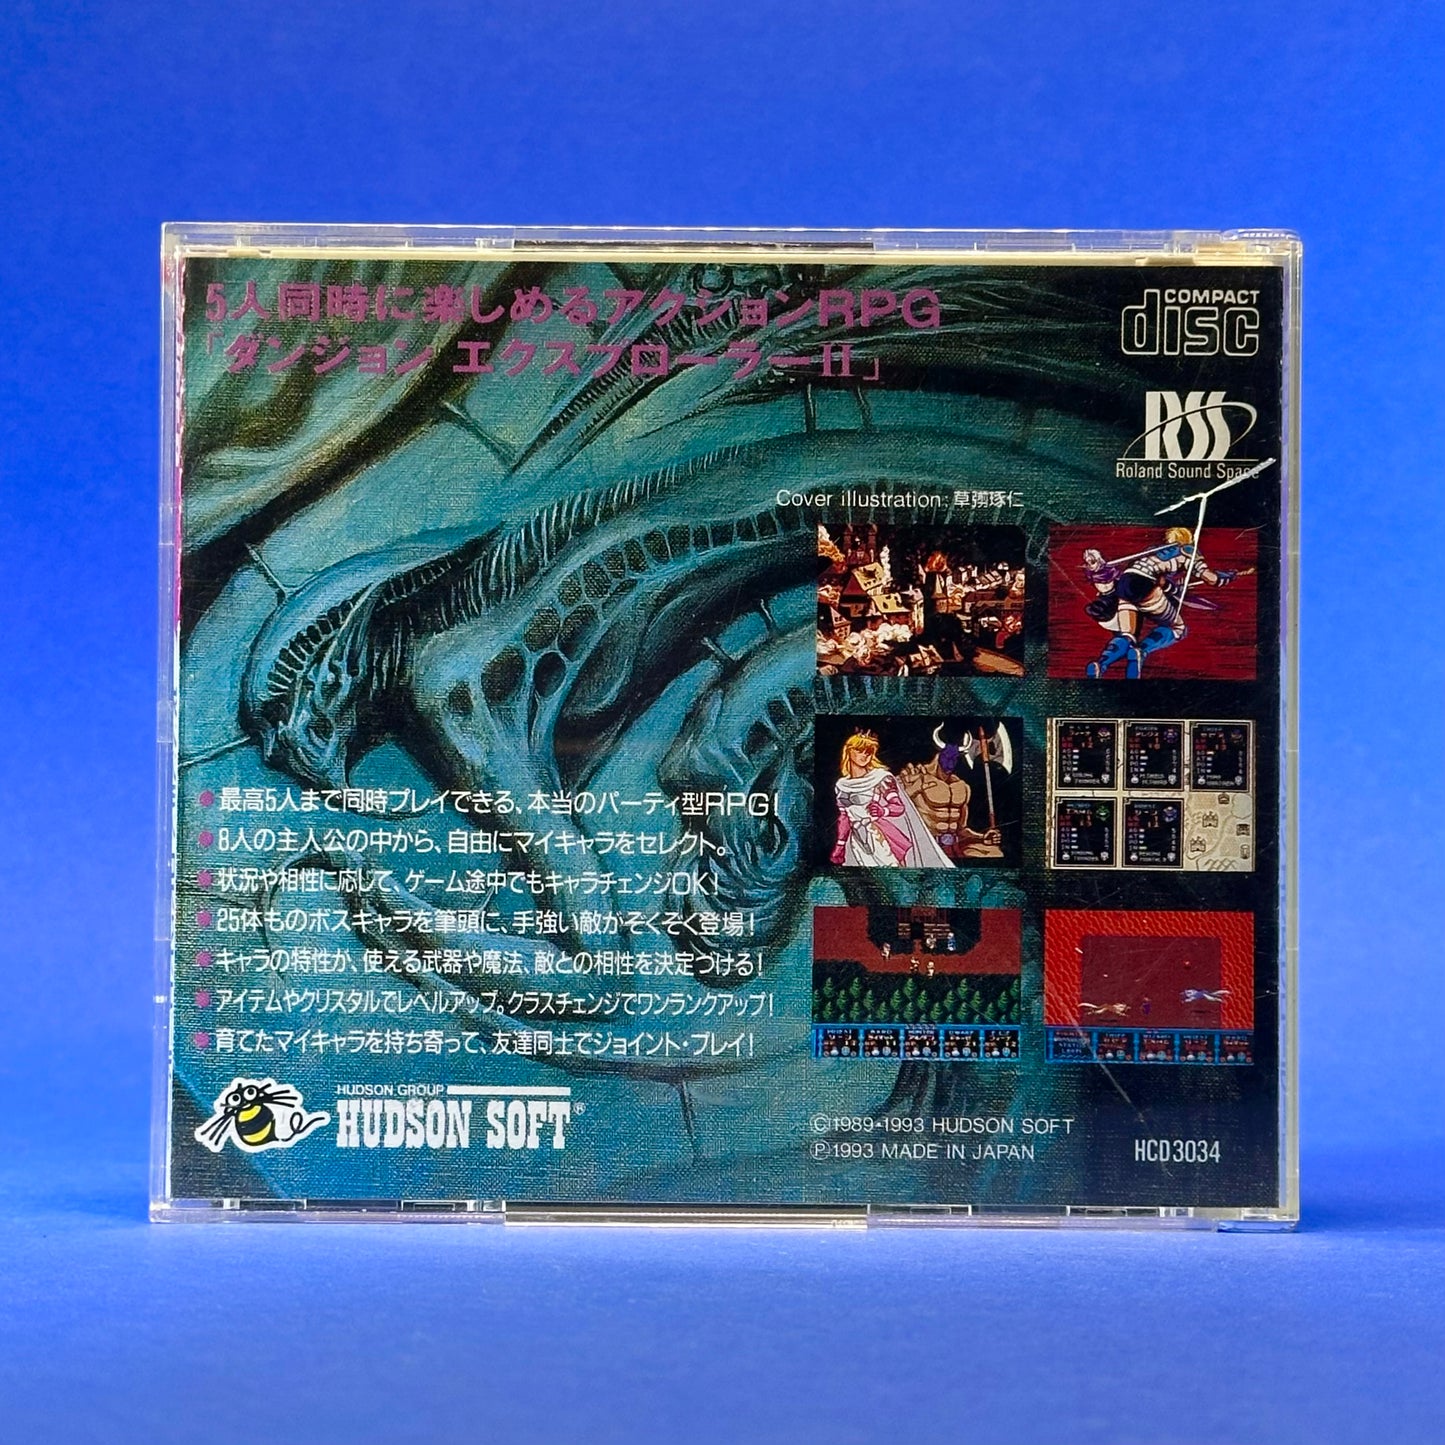 5人同時に楽しめるアクションRPG
「ダンジョン エクスプローラーII」
COMPACT
disc
RSS
Roland Sound Space
Cover illustration: 草彅琢仁
最高5人まで同時プレイできる、本当のパーティ型RPG!
8人の主人公の中から、自由にマイキャラをセレクト。
状況や相性に応じて、ゲーム途中でもキャラチェンジOK!
25体ものボスキャラを筆頭に、手強い敵がぞくぞく登場!
キャラの特性が、使える武器や魔法、敵との相性を決定づける!
アイテムやクリスタルでレベルアップ。クラスチェンジでワンランクアップ!
育てたマイキャラを持ち寄って、友達同士でジョイント・プレイ!
HUDSON GROUP
HUDSON SOFT®
©1989・1993 HUDSON SOFT
℗1993 MADE IN JAPAN
HCD3034